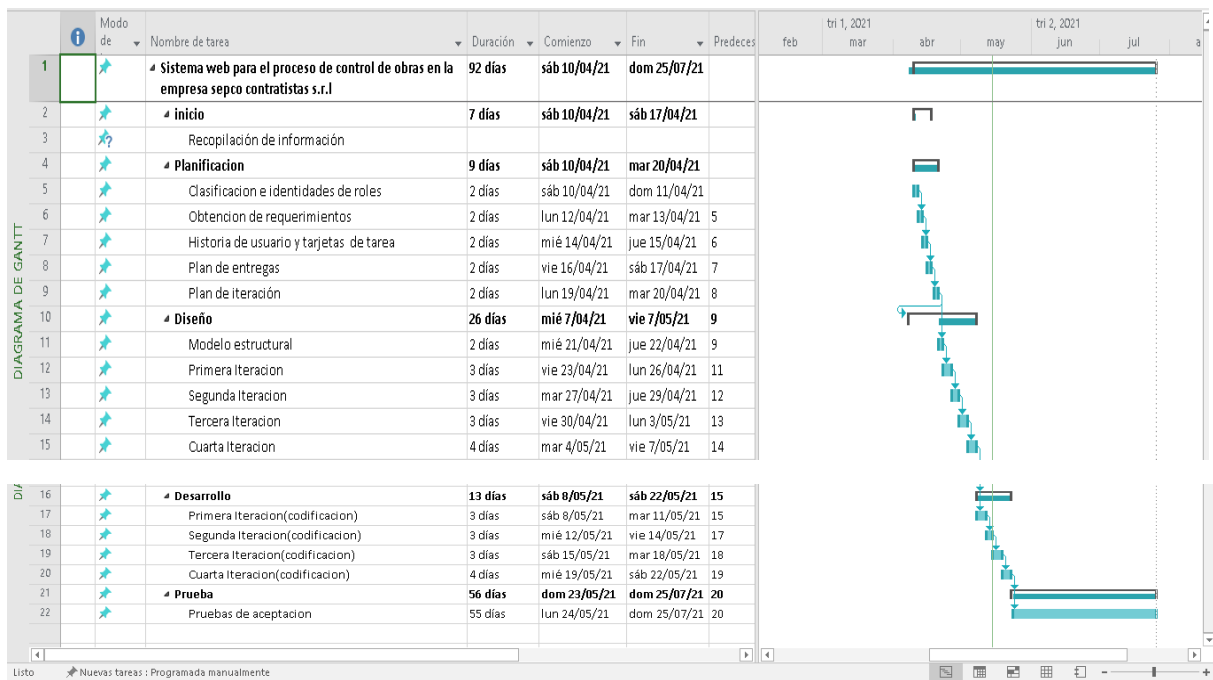 Modo de
Nombre de tarea
Duración
Comienzo
Fin
Predeces
tri 1, 2021
tri 2, 2021
feb
mar
abr
may
jun
jul
a
1 Sistema web para el proceso de control de obras en la empresa sepco contratistas s.r.l 92 días sáb 10/04/21 dom 25/07/21
2 inicio 7 días sáb 10/04/21 sáb 17/04/21
3 Recopilación de información
4 Planificacion 9 días sáb 10/04/21 mar 20/04/21
5 Clasificacion e identidades de roles 2 días sáb 10/04/21 dom 11/04/21
6 Obtencion de requerimientos 2 días lun 12/04/21 mar 13/04/21 5
7 Historia de usuario y tarjetas de tarea 2 días mié 14/04/21 jue 15/04/21 6
8 Plan de entregas 2 días vie 16/04/21 sáb 17/04/21 7
9 Plan de iteración 2 días lun 19/04/21 mar 20/04/21 8
10 Diseño 26 días mié 7/04/21 vie 7/05/21 9
11 Modelo estructural 2 días mié 21/04/21 jue 22/04/21 9
12 Primera Iteracion 3 días vie 23/04/21 lun 26/04/21 11
13 Segunda Iteracion 3 días mar 27/04/21 jue 29/04/21 12
14 Tercera Iteracion 3 días vie 30/04/21 lun 3/05/21 13
15 Cuarta Iteracion 4 días mar 4/05/21 vie 7/05/21 14
DIAGRAMA DE GANTT
16 Desarrollo 13 días sáb 8/05/21 sáb 22/05/21 15
17 Primera Iteracion(codificacion) 3 días sáb 8/05/21 mar 11/05/21 15
18 Segunda Iteracion(codificacion) 3 días mié 12/05/21 vie 14/05/21 17
19 Tercera Iteracion(codificacion) 3 días sáb 15/05/21 mar 18/05/21 18
20 Cuarta Iteracion(codificacion) 4 días mié 19/05/21 sáb 22/05/21 19
21 Prueba 56 días dom 23/05/21 dom 25/07/21 20
22 Pruebas de aceptacion 55 días lun 24/05/21 dom 25/07/21 20
Listo
Nuevas tareas : Programada manualmente